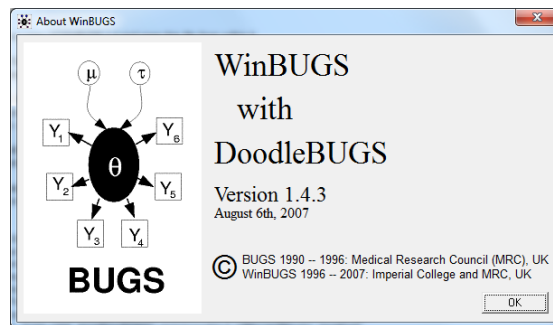 About WinBUGS
μ τ
Y1 Y6
θ
Y2 Y5
Y3 Y4
BUGS
WinBUGS
with
DoodleBUGS
Version 1.4.3
August 6th, 2007
© BUGS 1990 -- 1996: Medical Research Council (MRC), UK
WinBUGS 1996 -- 2007: Imperial College and MRC, UK
OK